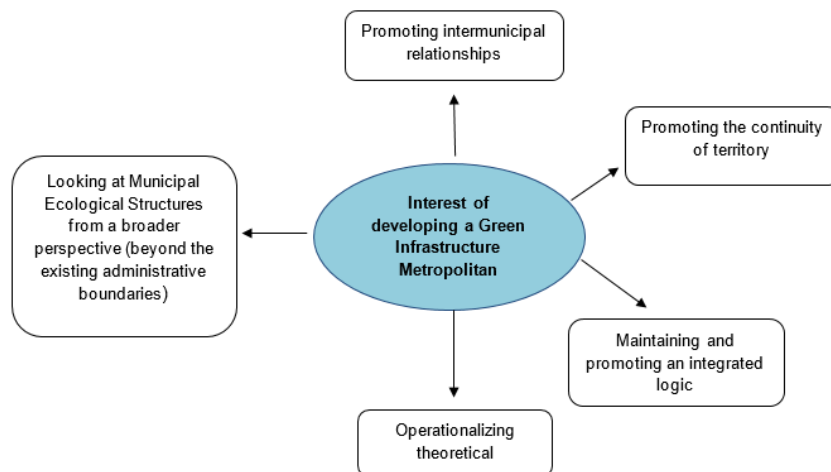 Promoting intermunicipal
relationships
Promoting the continuity
of territory
Looking at Municipal
Ecological Structures
from a broader
perspective (beyond the
existing administrative
boundaries)
Interest of
developing a Green
Infrastructure
Metropolitan
Maintaining and
promoting an integrated
logic
Operationalizing
theoretical